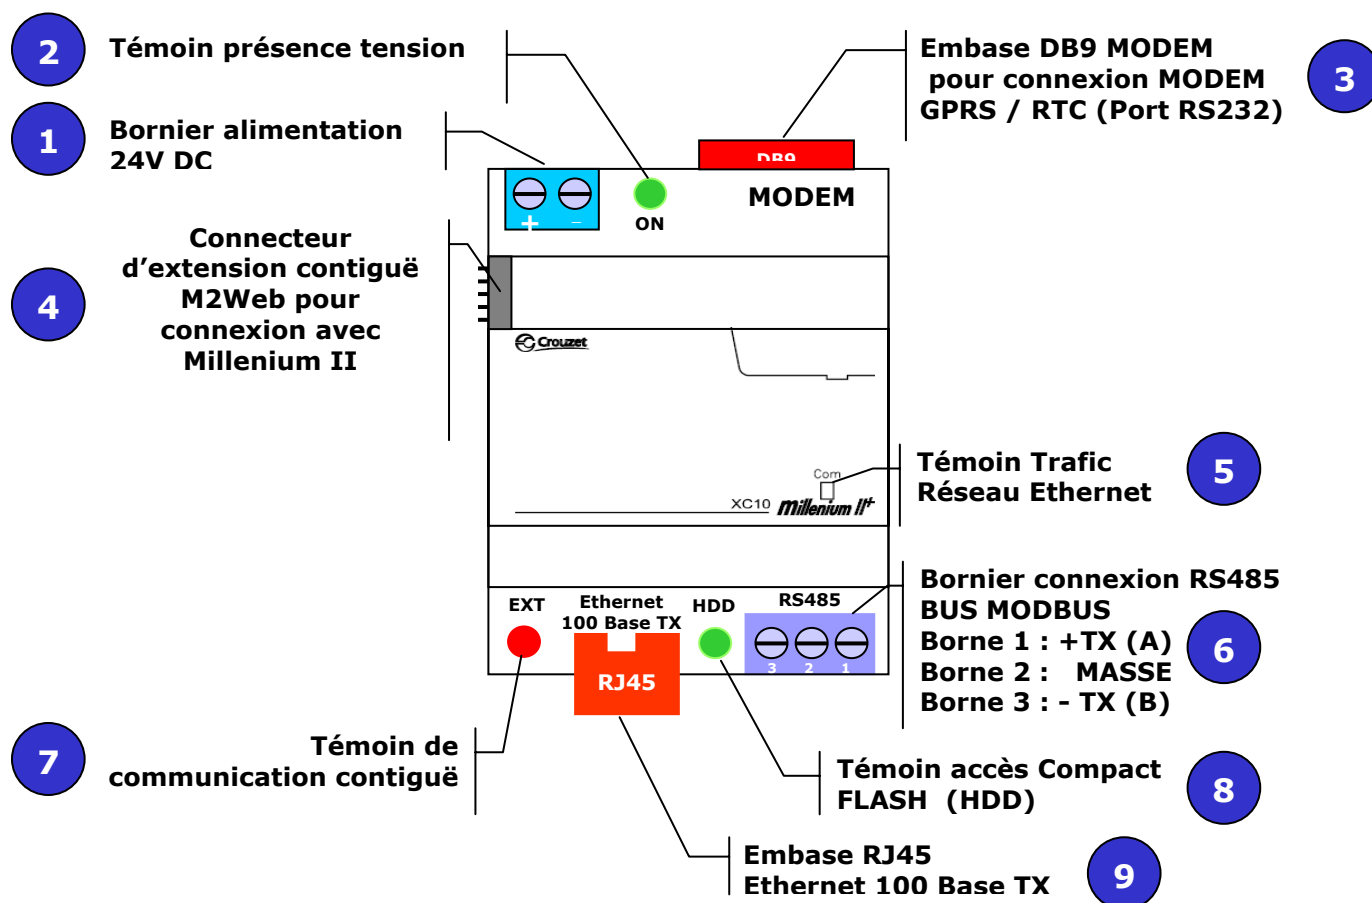 2
Témoin présence tension
Embase DB9 MODEM
pour connexion MODEM
GPRS / RTC (Port RS232)
3
1
Bornier alimentation
24V DC
DB9
MODEM
+ –
ON
4
Connecteur
d’extension contiguë
M2Web pour
connexion avec
Millenium II
Crouzet
Com
XC10 Millenium II+
Témoin Trafic
Réseau Ethernet
5
EXT
Ethernet
100 Base TX
HDD
RS485
3 2 1
RJ45
Bornier connexion RS485
BUS MODBUS
Borne 1 : +TX (A)
Borne 2 : MASSE
Borne 3 : - TX (B)
6
7
Témoin de
communication contiguë
Témoin accès Compact
FLASH (HDD)
8
Embase RJ45
Ethernet 100 Base TX
9